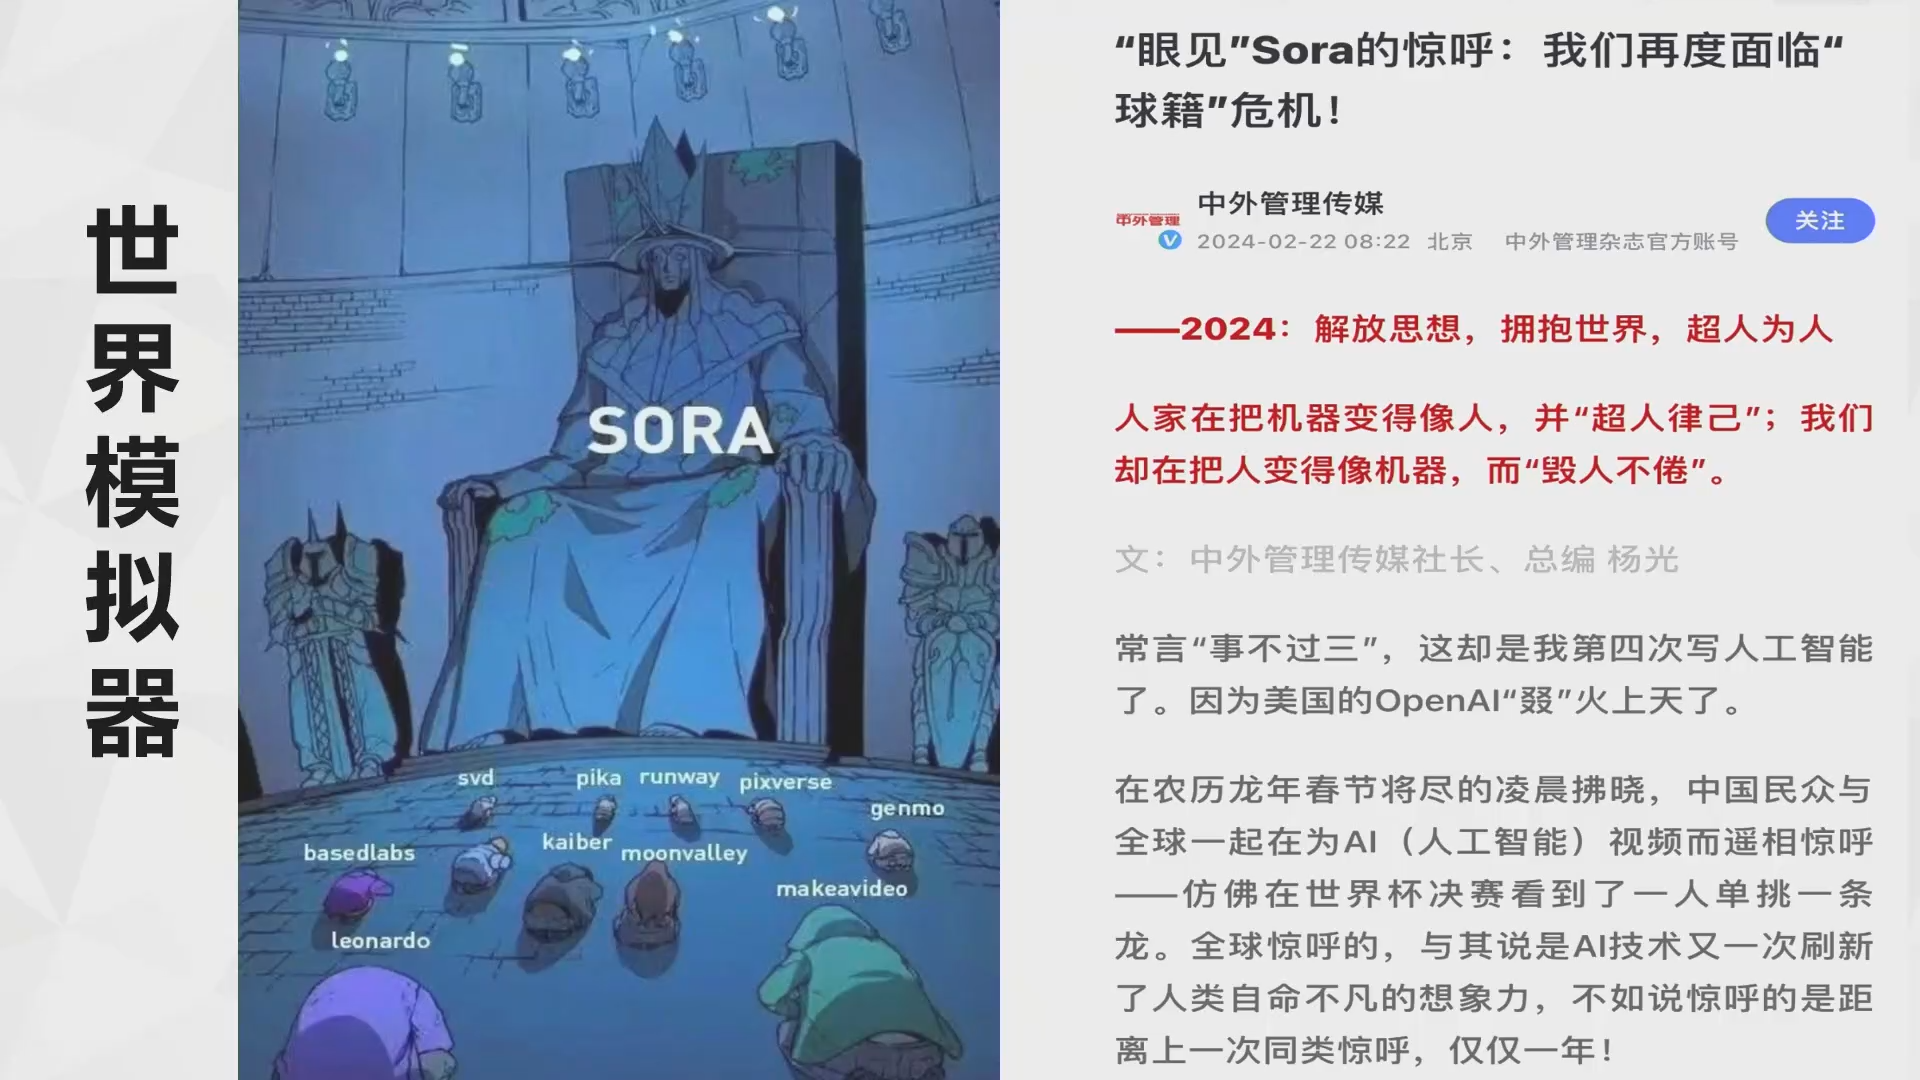 世界模拟器
SORA
svd
pika
runway
pixverse
genmo
kaiber
basedlabs
moonvalley
makeavideo
leonardo
“眼见”Sora的惊呼：我们再度面临“
球籍”危机！
中外管理
中外管理传媒
2024-02-22 08:22 北京 中外管理杂志官方账号
关注
——2024：解放思想，拥抱世界，超人为人
人家在把机器变得像人，并“超人律己”；我们
却在把人变得像机器，而“毁人不倦”。
文：中外管理传媒社长、总编 杨光
常言“事不过三”，这却是我第四次写人工智能
了。因为美国的OpenAI“叕”火上天了。
在农历龙年春节将尽的凌晨拂晓，中国民众与
全球一起在为AI（人工智能）视频而遥相惊呼
——仿佛在世界杯决赛看到了一人单挑一条
龙。全球惊呼的，与其说是AI技术又一次刷新
了人类自命不凡的想象力，不如说惊呼的是距
离上一次同类惊呼，仅仅一年！